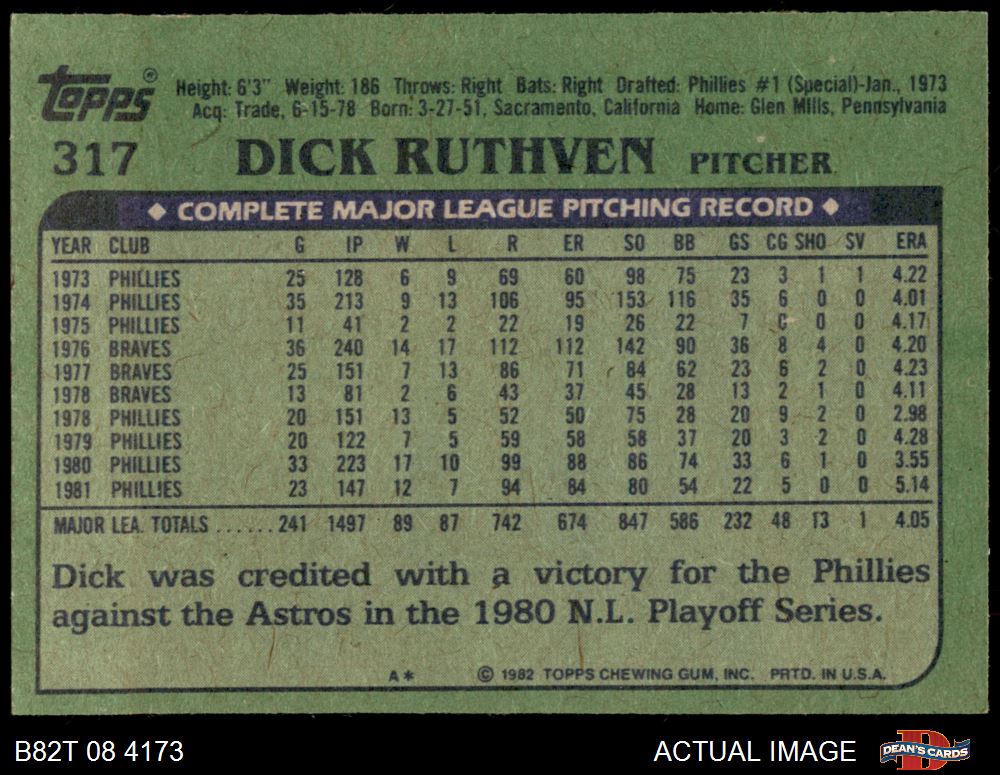 Topps®
Height: 6'3" Weight: 186 Throws: Right Bats: Right Drafted: Phillies #1 (Special)-Jan., 1973
Acq: Trade, 6-15-78 Born: 3-27-51, Sacramento, California Home: Glen Mills, Pennsylvania
317 DICK RUTHVEN PITCHER
◆ COMPLETE MAJOR LEAGUE PITCHING RECORD ◆
YEAR CLUB G IP W L R ER SO BB GS CG SHO SV ERA
1973 PHILLIES 25 128 6 9 69 60 98 75 23 3 1 1 4.22
1974 PHILLIES 35 213 9 13 106 95 153 116 35 6 0 0 4.01
1975 PHILLIES 11 41 2 2 22 19 26 22 7 0 0 0 4.17
1976 BRAVES 36 240 14 17 112 112 142 90 36 8 4 0 4.20
1977 BRAVES 25 151 7 13 86 71 84 62 23 6 2 0 4.23
1978 BRAVES 13 81 2 6 43 37 45 28 13 2 1 0 4.11
1978 PHILLIES 20 151 13 5 52 50 75 28 20 9 2 0 2.98
1979 PHILLIES 20 122 7 5 59 58 58 37 20 3 2 0 4.28
1980 PHILLIES 33 223 17 10 99 88 86 74 33 6 1 0 3.55
1981 PHILLIES 23 147 12 7 94 84 80 54 22 5 0 0 5.14
MAJOR LEA. TOTALS ......241 1497 89 87 742 674 847 586 232 48 13 1 4.05
Dick was credited with a victory for the Phillies
against the Astros in the 1980 N.L. Playoff Series.
A* © 1982 TOPPS CHEWING GUM, INC. PRTD. IN U.S.A.
B82T 08 4173 ACTUAL IMAGE DEAN'S CARDS